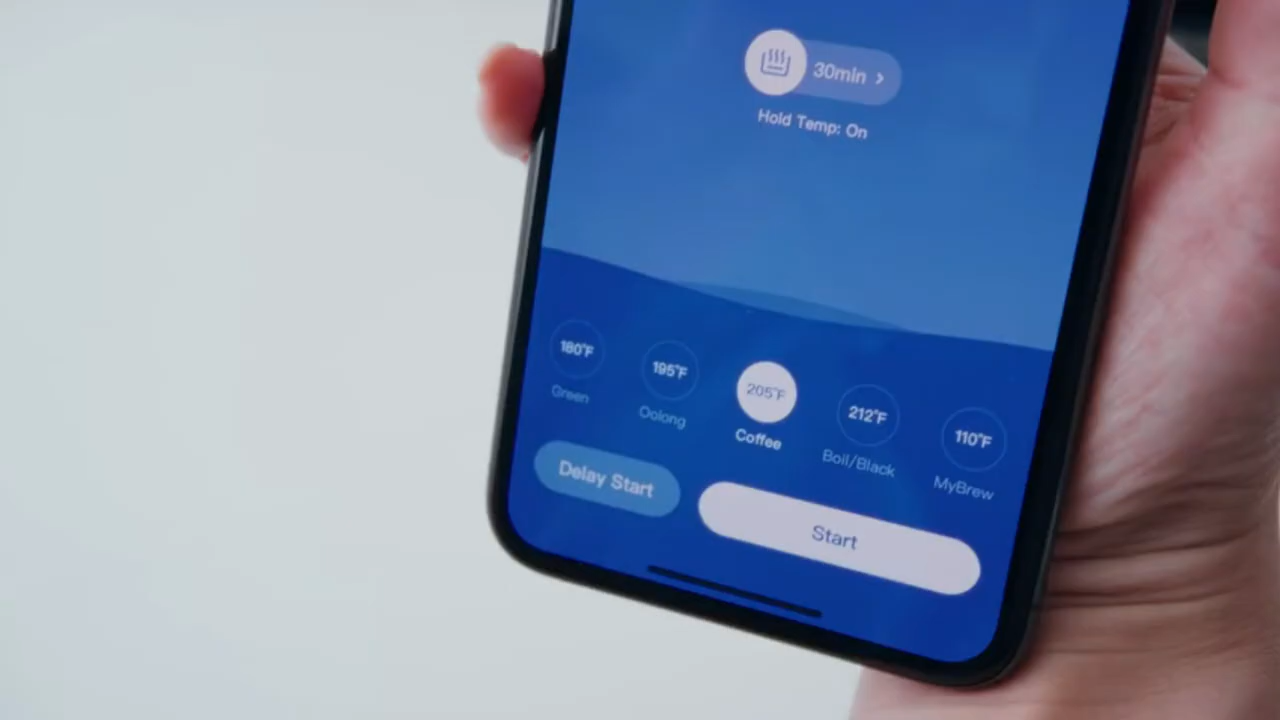 30min >
Hold Temp: On
180°F 195°F 205°F 212°F 110°F
Green Oolong Coffee Boil/Black MyBrew
Delay Start
Start